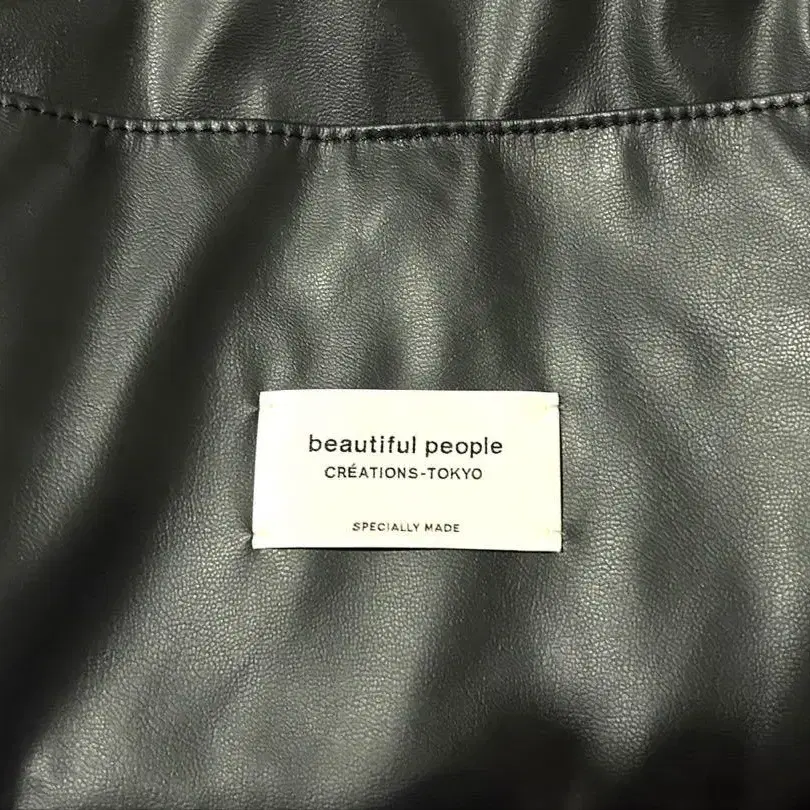 beautiful people
CRÉATIONS-TOKYO
SPECIALLY MADE